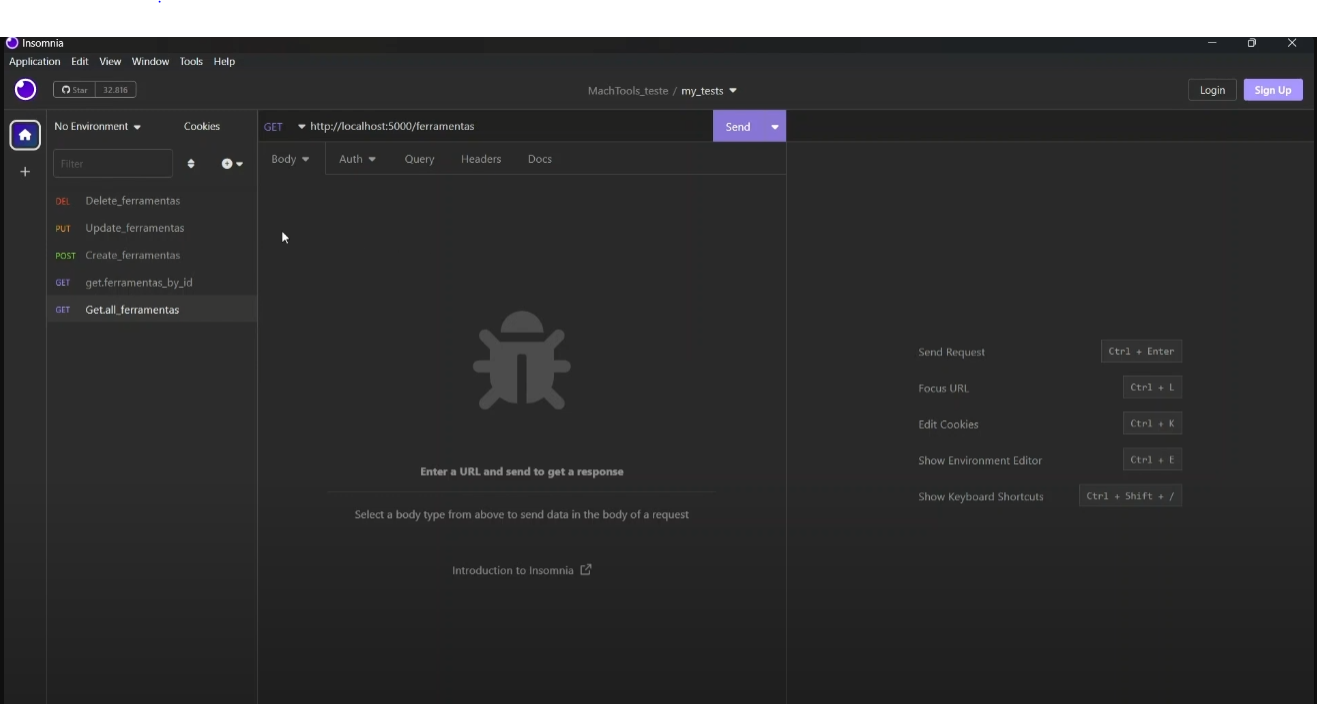 Insomnia
Application Edit View Window Tools Help
Star 32.816
MachTools_teste / my_tests
Login Sign Up
No Environment Cookies
GET http://localhost:5000/ferramentas
Send
Filter
Body Auth Query Headers Docs
DEL Delete_ferramentas
PUT Update_ferramentas
POST Create_ferramentas
GET get.ferramentas_by_id
GET Get.all_ferramentas
Enter a URL and send to get a response
Select a body type from above to send data in the body of a request
Introduction to Insomnia
Send Request Ctrl + Enter
Focus URL Ctrl + L
Edit Cookies Ctrl + K
Show Environment Editor Ctrl + E
Show Keyboard Shortcuts Ctrl + Shift + /